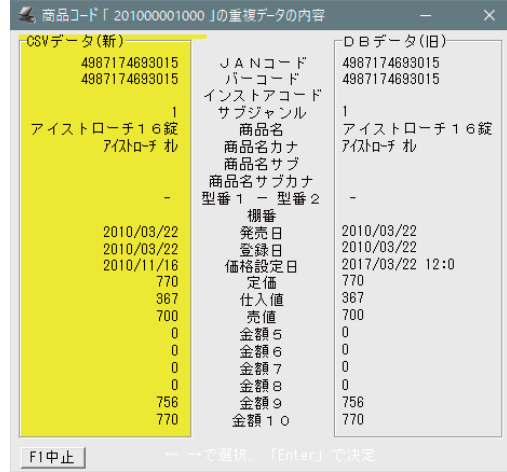 商品コード「 201000001000 」の重複データの内容
CSVデータ(新)
ＤＢデータ(旧)
4987174693015 ＪＡＮコード 4987174693015
4987174693015 バーコード 4987174693015
インストアコード
1 サブジャンル 1
アイストローチ１６錠 商品名 アイストローチ１６錠
ｱｲｽﾄﾛｰﾁ ｵﾚ 商品名カナ ｱｲｽﾄﾛｰﾁ ｵﾚ
商品名サブ
商品名サブカナ
- 型番１ － 型番２ -
棚番
2010/03/22 発売日 2010/03/22
2010/03/22 登録日 2010/03/22
2010/11/16 価格設定日 2017/03/22 12:0
770 定価 770
367 仕入値 367
700 売値 700
0 金額５ 0
0 金額６ 0
0 金額７ 0
0 金額８ 0
756 金額９ 756
770 金額１０ 770
F1中止
← →で選択、「Enter」で決定